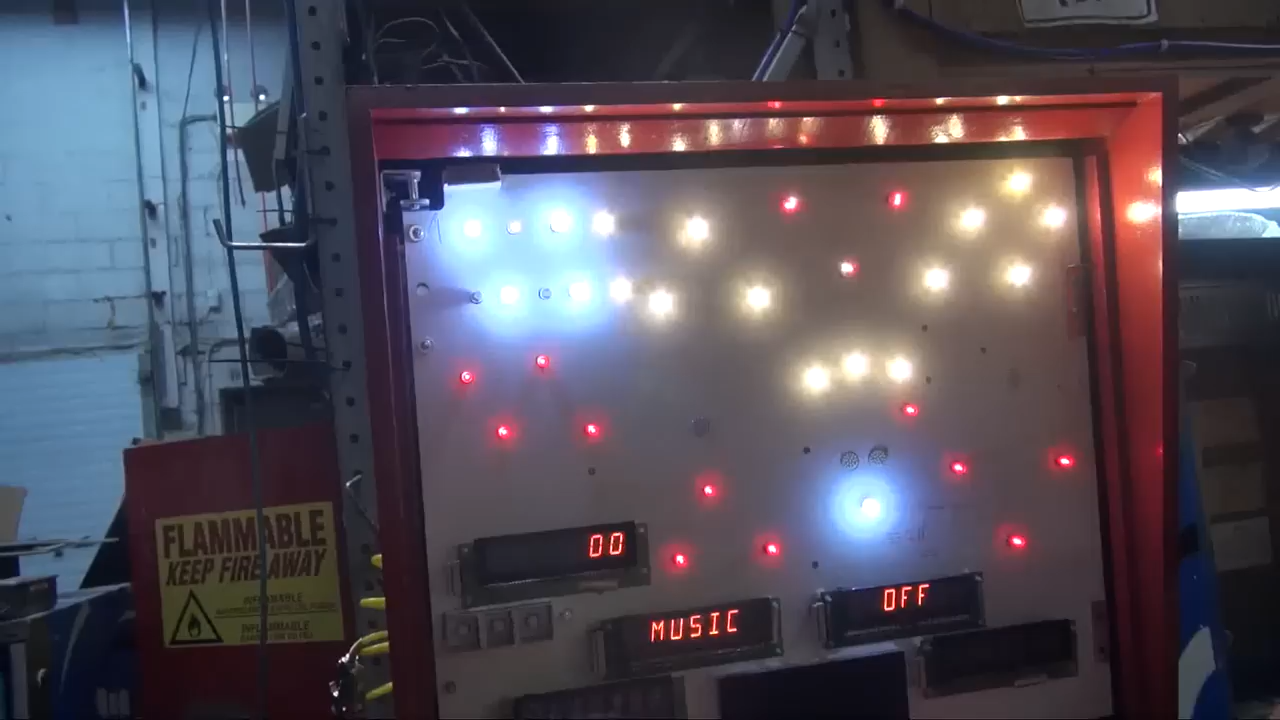 FLAMMABLE
KEEP FIRE AWAY
INFLAMMABLE
INFLAMMABLE
00
MUSIC
OFF